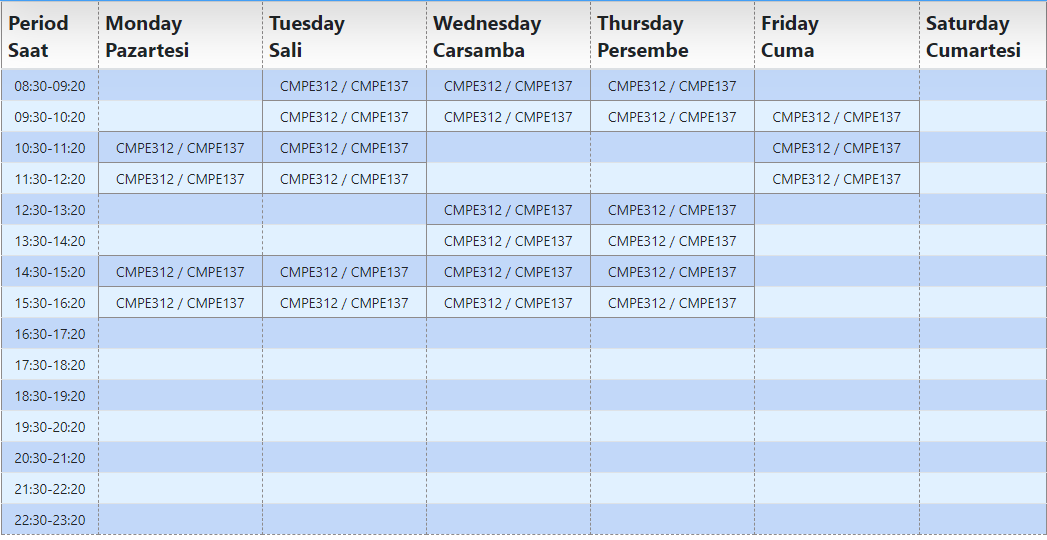 Period Monday Tuesday Wednesday Thursday Friday Saturday
Saat Pazartesi Sali Carsamba Persembe Cuma Cumartesi
08:30-09:20 CMPE312 / CMPE137 CMPE312 / CMPE137 CMPE312 / CMPE137
09:30-10:20 CMPE312 / CMPE137 CMPE312 / CMPE137 CMPE312 / CMPE137 CMPE312 / CMPE137
10:30-11:20 CMPE312 / CMPE137 CMPE312 / CMPE137 CMPE312 / CMPE137
11:30-12:20 CMPE312 / CMPE137 CMPE312 / CMPE137 CMPE312 / CMPE137
12:30-13:20 CMPE312 / CMPE137 CMPE312 / CMPE137
13:30-14:20 CMPE312 / CMPE137 CMPE312 / CMPE137
14:30-15:20 CMPE312 / CMPE137 CMPE312 / CMPE137 CMPE312 / CMPE137 CMPE312 / CMPE137
15:30-16:20 CMPE312 / CMPE137 CMPE312 / CMPE137 CMPE312 / CMPE137 CMPE312 / CMPE137
16:30-17:20
17:30-18:20
18:30-19:20
19:30-20:20
20:30-21:20
21:30-22:20
22:30-23:20